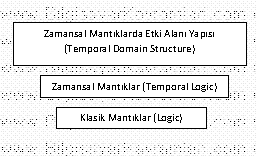 Zamansal Mantıklarda Etki Alanı Yapısı
(Temporal Domain Structure)
Zamansal Mantıklar (Temporal Logic)
Klasik Mantıklar (Logic)